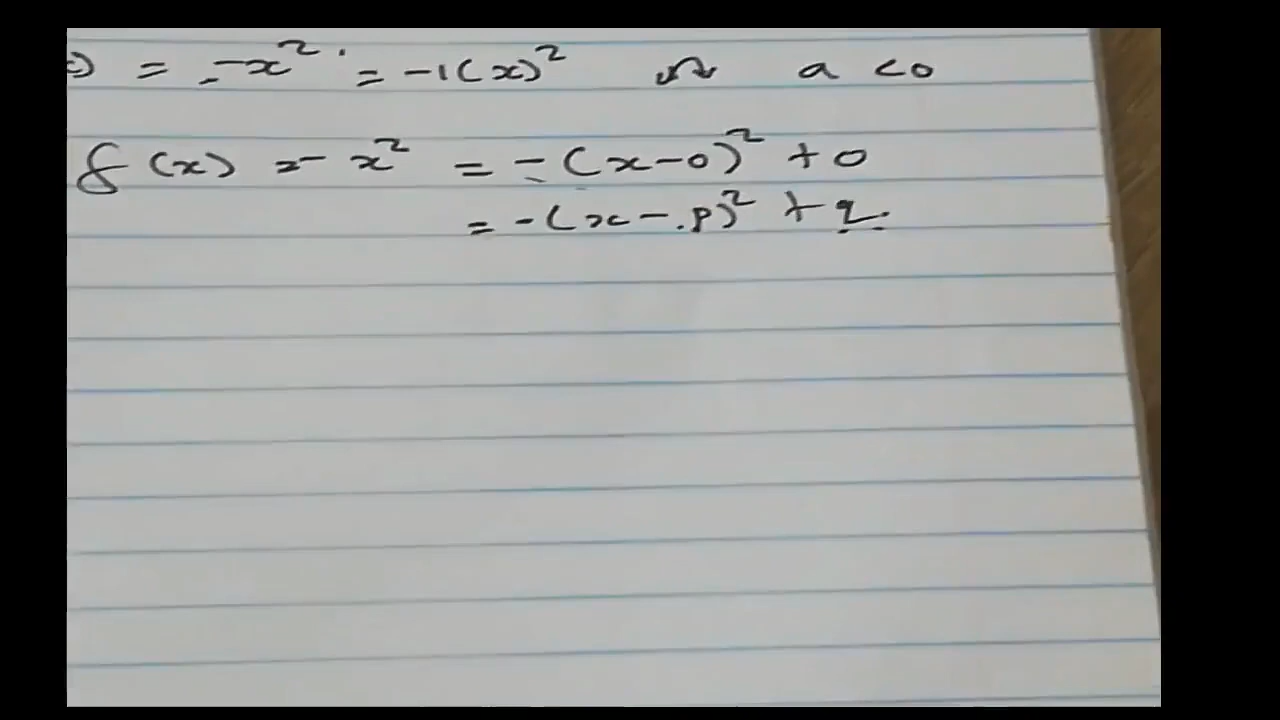 ) = -x² = -1(x)² a <0
f(x) = -x² = -(x-0)² + 0
= -(x-p)² + q